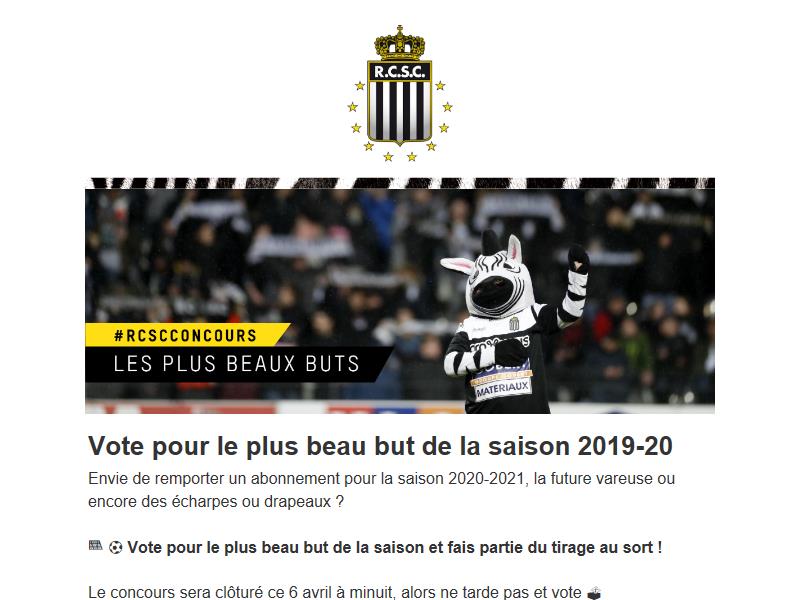 R.C.S.C.
#RCSCCONCOURS
LES PLUS BEAUX BUTS
MATERIAUX
Vote pour le plus beau but de la saison 2019-20
Envie de remporter un abonnement pour la saison 2020-2021, la future vareuse ou
encore des écharpes ou drapeaux ?
Vote pour le plus beau but de la saison et fais partie du tirage au sort !
Le concours sera clôturé ce 6 avril à minuit, alors ne tarde pas et vote